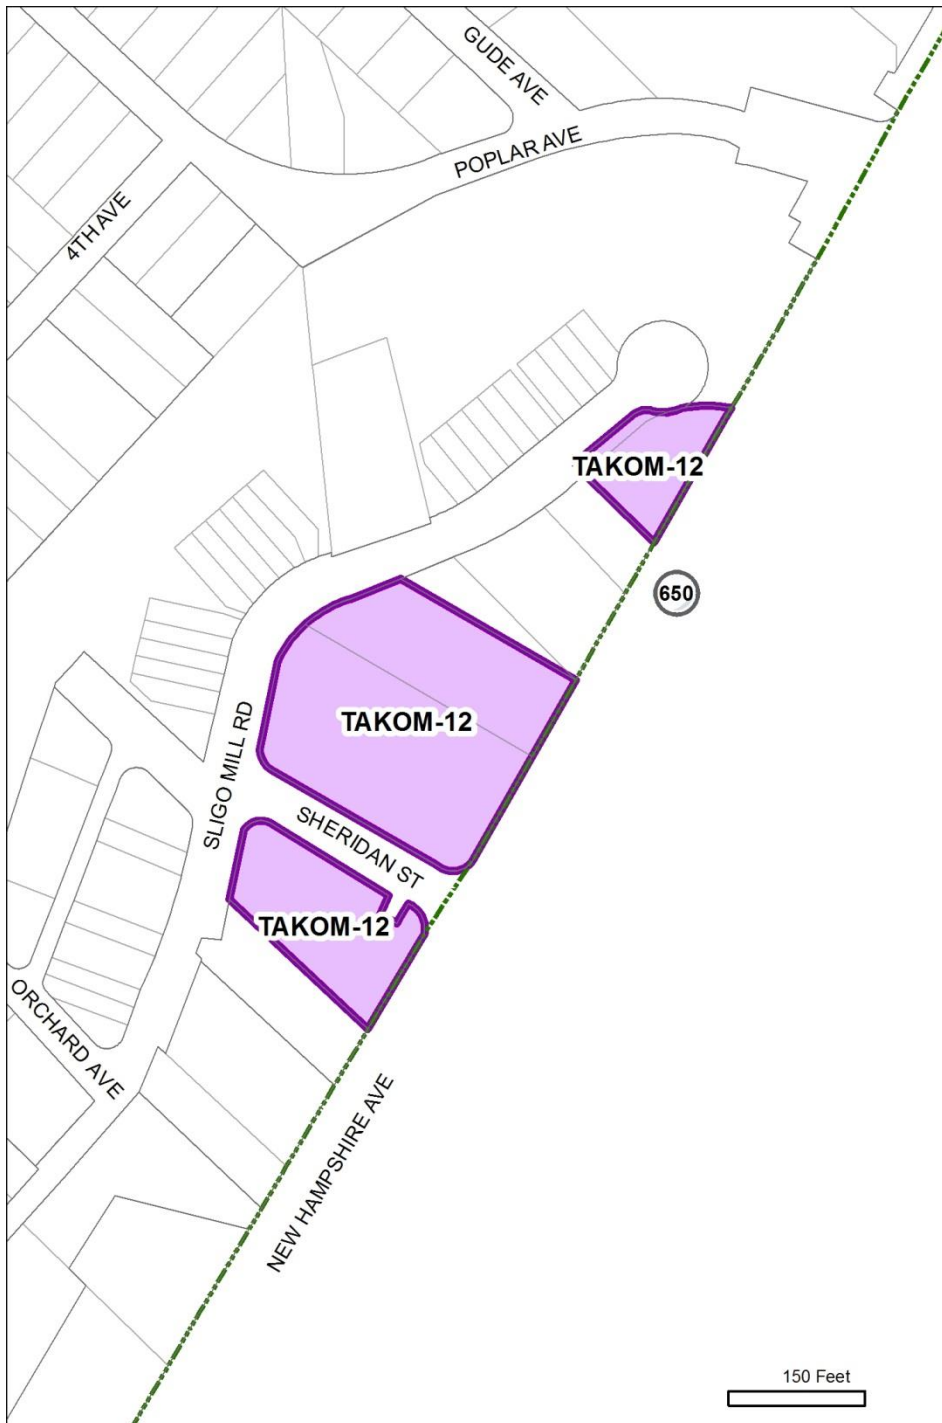 GUDE AVE
POPLAR AVE
4TH AVE
TAKOM-12
650
TAKOM-12
SLIGO MILL RD
SHERIDAN ST
TAKOM-12
ORCHARD AVE
NEW HAMPSHIRE AVE
150 Feet